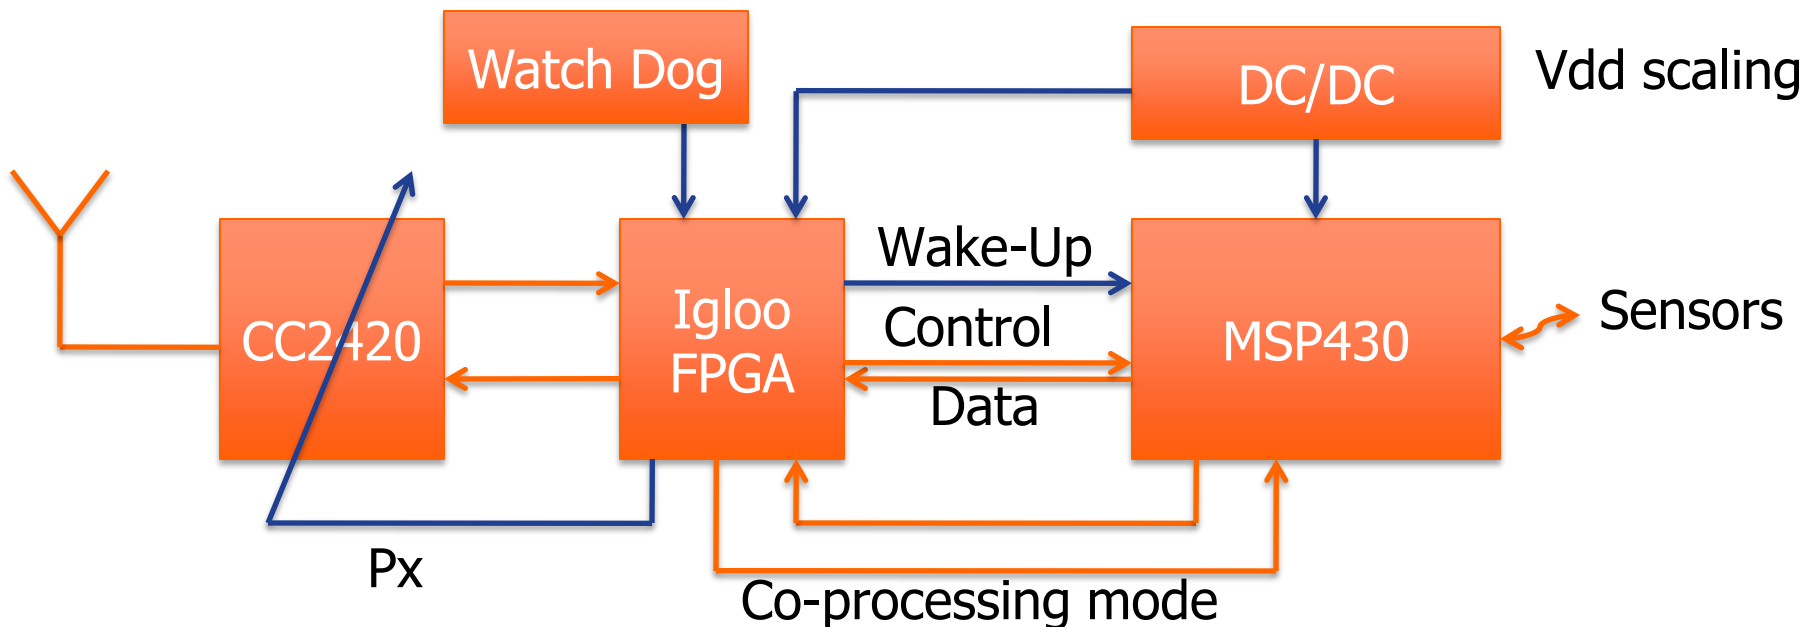 Watch Dog
DC/DC
Vdd scaling
Wake-Up
CC2420
Igloo
FPGA
Control
MSP430
Sensors
Data
Px
Co-processing mode